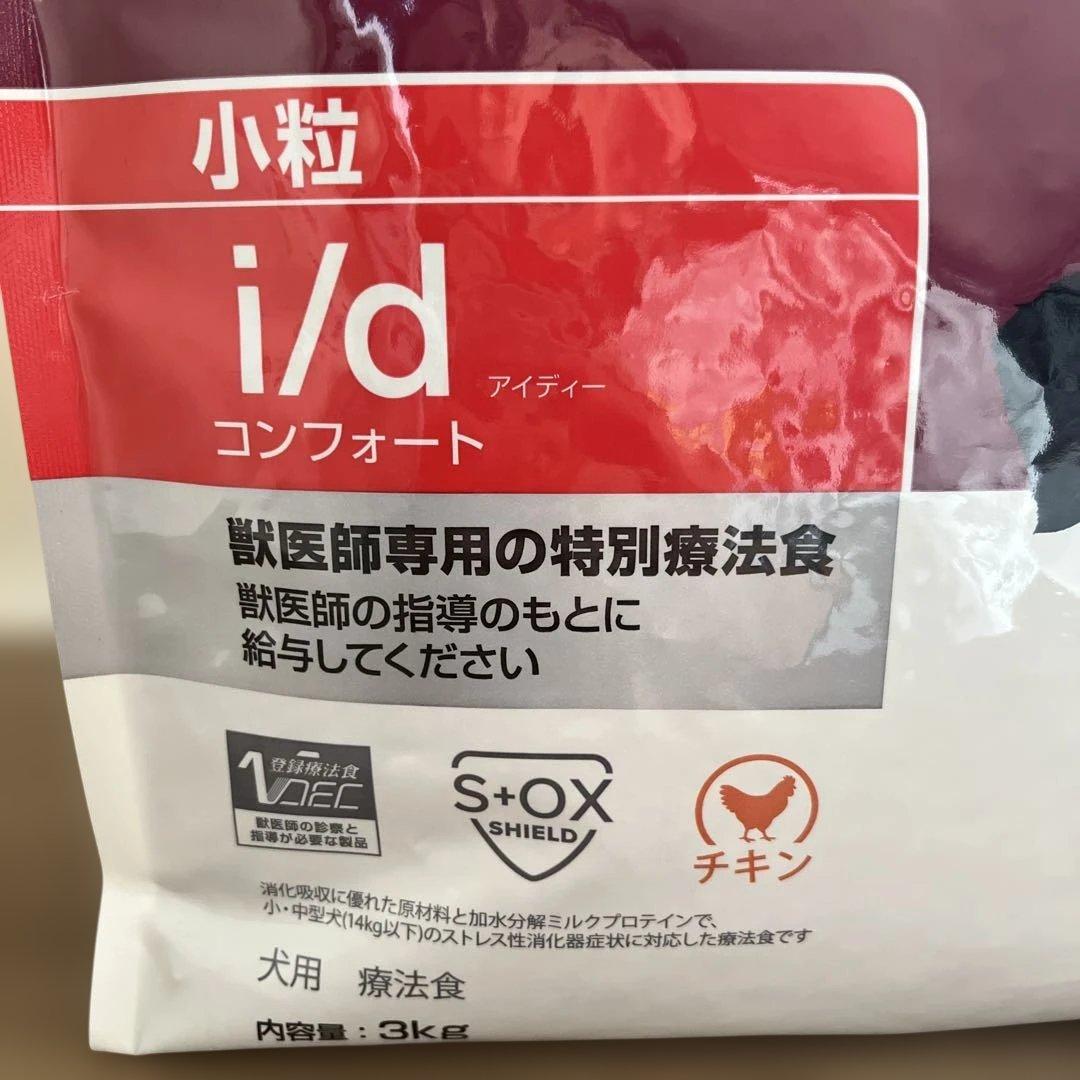 小粒
i/d アイディー
コンフォート
獣医師専用の特別療法食
獣医師の指導のもとに
給与してください
登録療法食
VDEC
獣医師の診察と
指導が必要な製品
S+OX
SHIELD
チキン
消化吸収に優れた原材料と加水分解ミルクプロテインで、
小・中型犬(14kg以下)のストレス性消化器症状に対応した療法食です
犬用 療法食
内容量：3kg